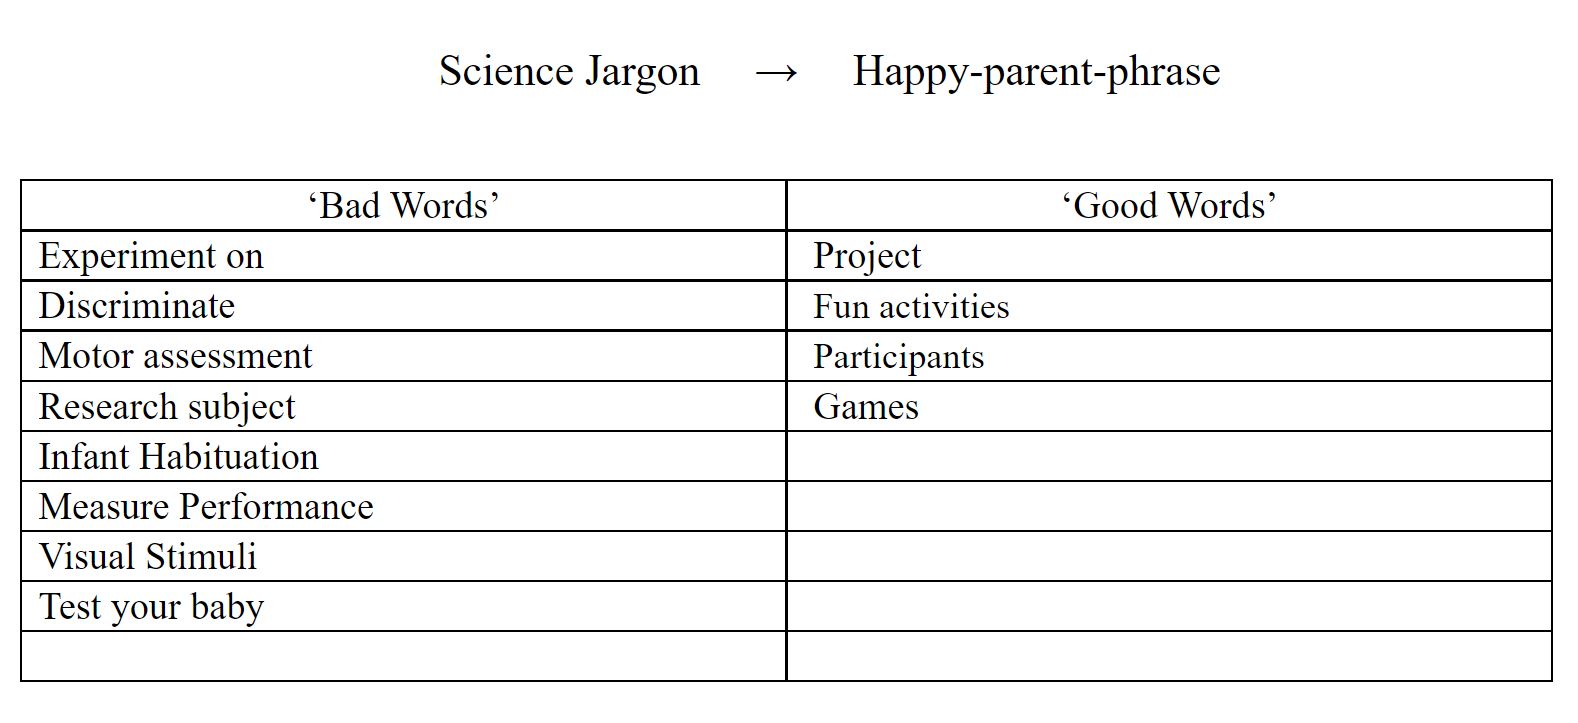 Science Jargon → Happy-parent-phrase
‘Bad Words’ ‘Good Words’
Experiment on Project
Discriminate Fun activities
Motor assessment Participants
Research subject Games
Infant Habituation
Measure Performance
Visual Stimuli
Test your baby